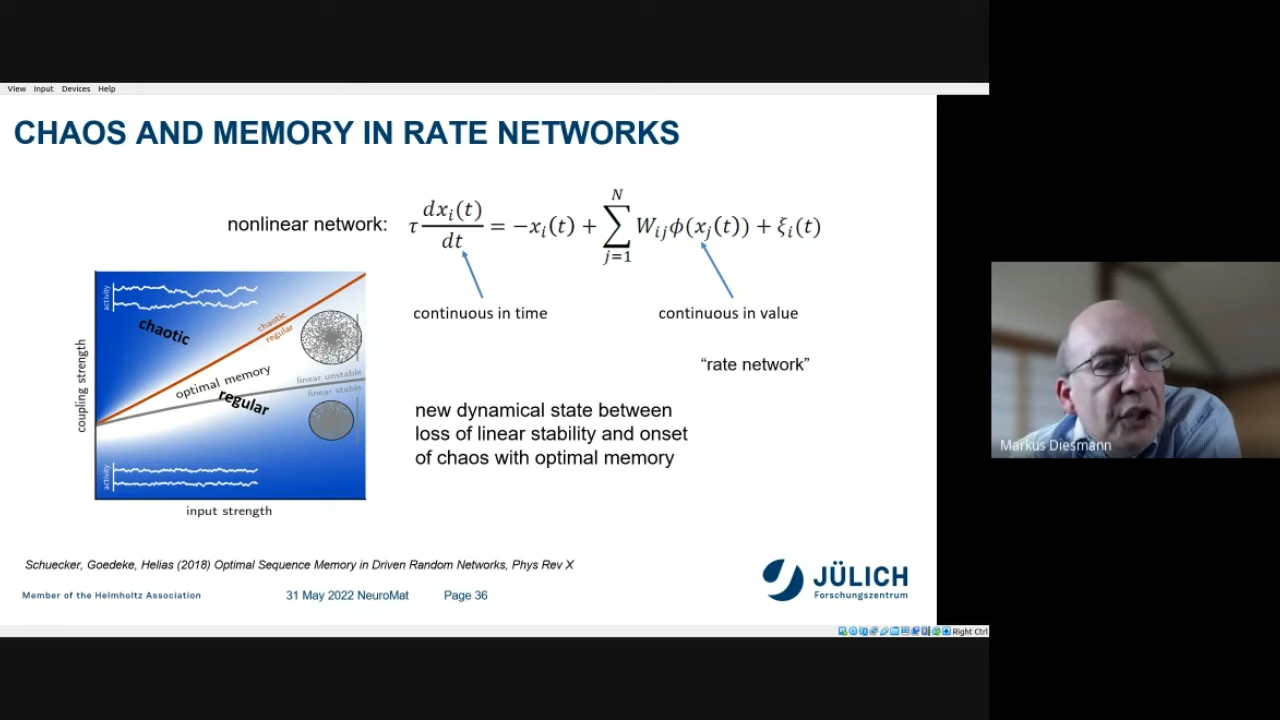 View Input Devices Help
CHAOS AND MEMORY IN RATE NETWORKS
nonlinear network: τ dxᵢ(t)/dt = −xᵢ(t) + ∑_{j=1}^{N} Wᵢⱼϕ(xⱼ(t)) + ξᵢ(t)
continuous in time
continuous in value
"rate network"
activity
chaotic
chaotic
regular
optimal memory
linear unstable
linear stable
regular
coupling strength
activity
input strength
new dynamical state between
loss of linear stability and onset
of chaos with optimal memory
Markus Diesmann
Schuecker, Goedeke, Helias (2018) Optimal Sequence Memory in Driven Random Networks, Phys Rev X
Member of the Helmholtz Association
31 May 2022 NeuroMat
Page 36
JÜLICH
Forschungszentrum
Right Ctrl